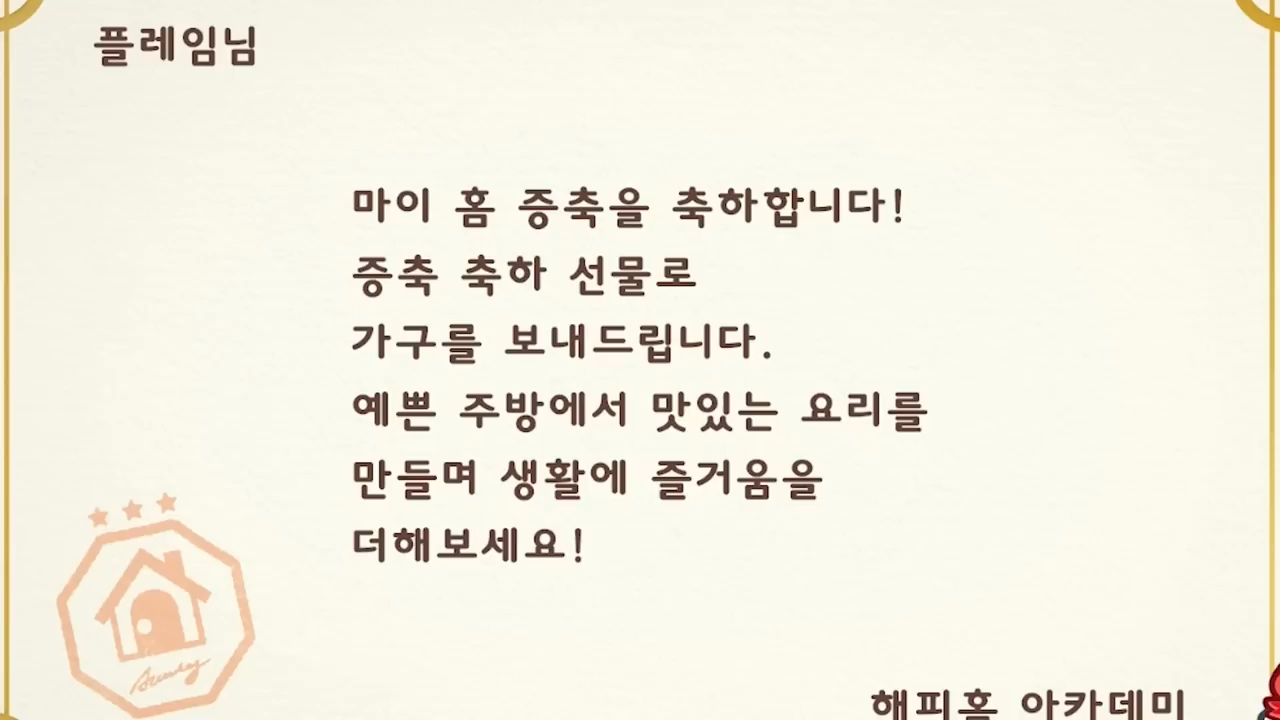 플레임님
마이 홈 증축을 축하합니다!
증축 축하 선물로
가구를 보내드립니다.
예쁜 주방에서 맛있는 요리를
만들며 생활에 즐거움을
더해보세요!
해피홈 아카데미